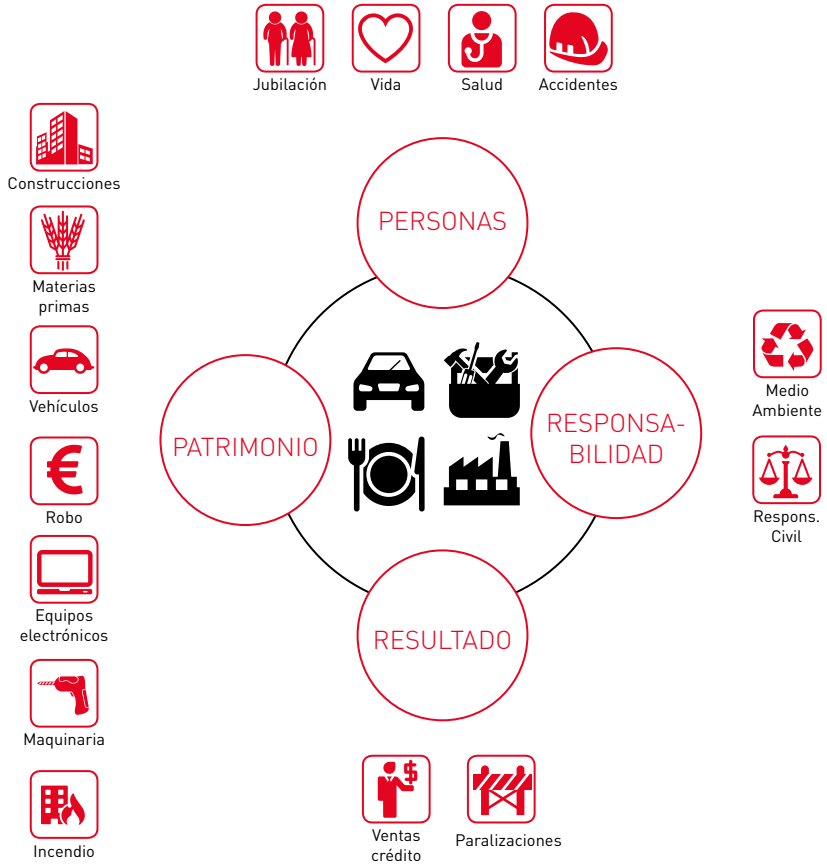 Jubilación
Vida
Salud
Accidentes
Construcciones
Materias
primas
Vehículos
Robo
Equipos
electrónicos
Maquinaria
Incendio
PERSONAS
PATRIMONIO
RESPONSA-
BILIDAD
RESULTADO
Medio
Ambiente
Respons.
Civil
Ventas
crédito
Paralizaciones